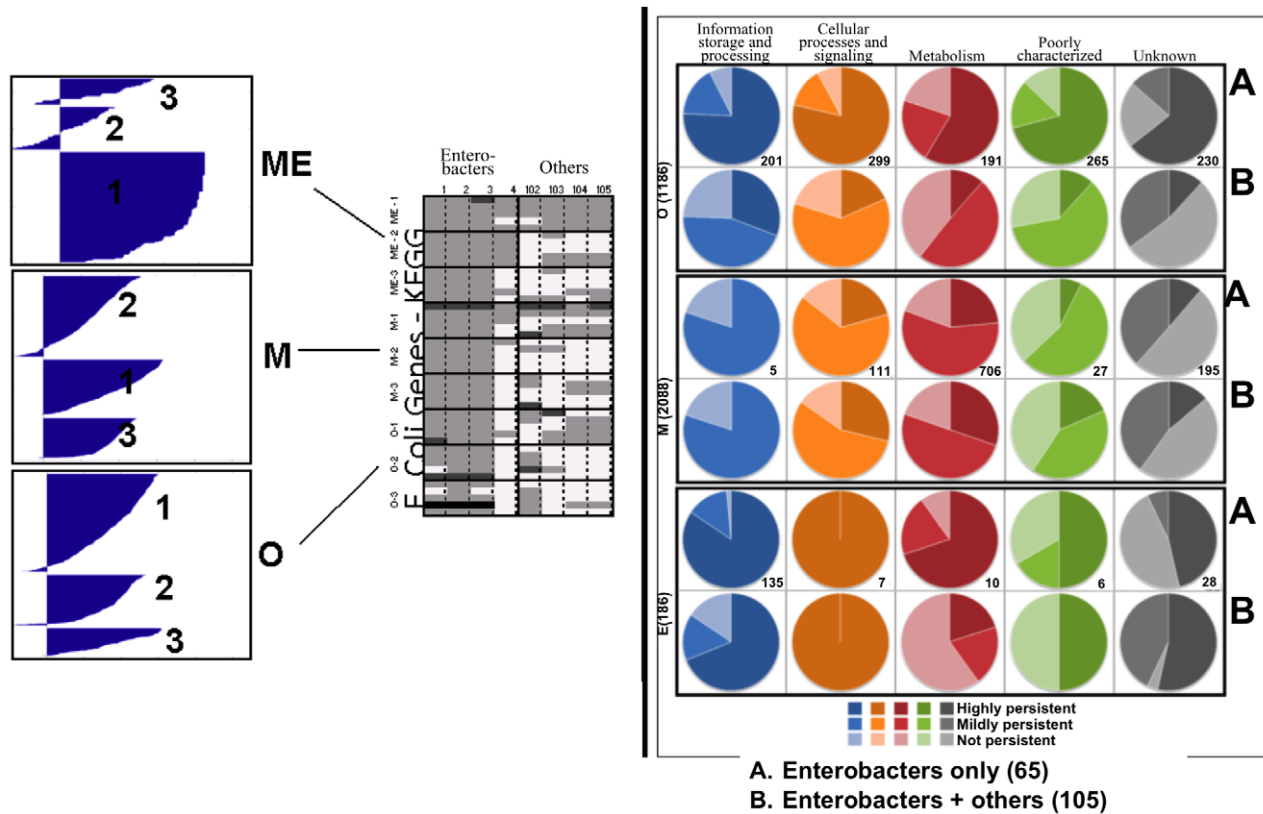 3
2
1
ME
2
1
3
M
1
2
3
O
Entero-
bacters
Others
1 2 3 4 102 103 104 105
ME-1
ME-2
ME-3
M-1
M-2
M-3
O-1
O-2
O-3
E Coli Genes - KEGG
Information
storage and
processing
Cellular
processes and
signaling
Metabolism
Poorly
characterized
Unknown
A
201 299 191 265 230
B
O (1186)
A
5 111 706 27 195
B
M (2088)
A
135 7 10 6 28
B
E(186)
Highly persistent
Mildly persistent
Not persistent
A. Enterobacters only (65)
B. Enterobacters + others (105)